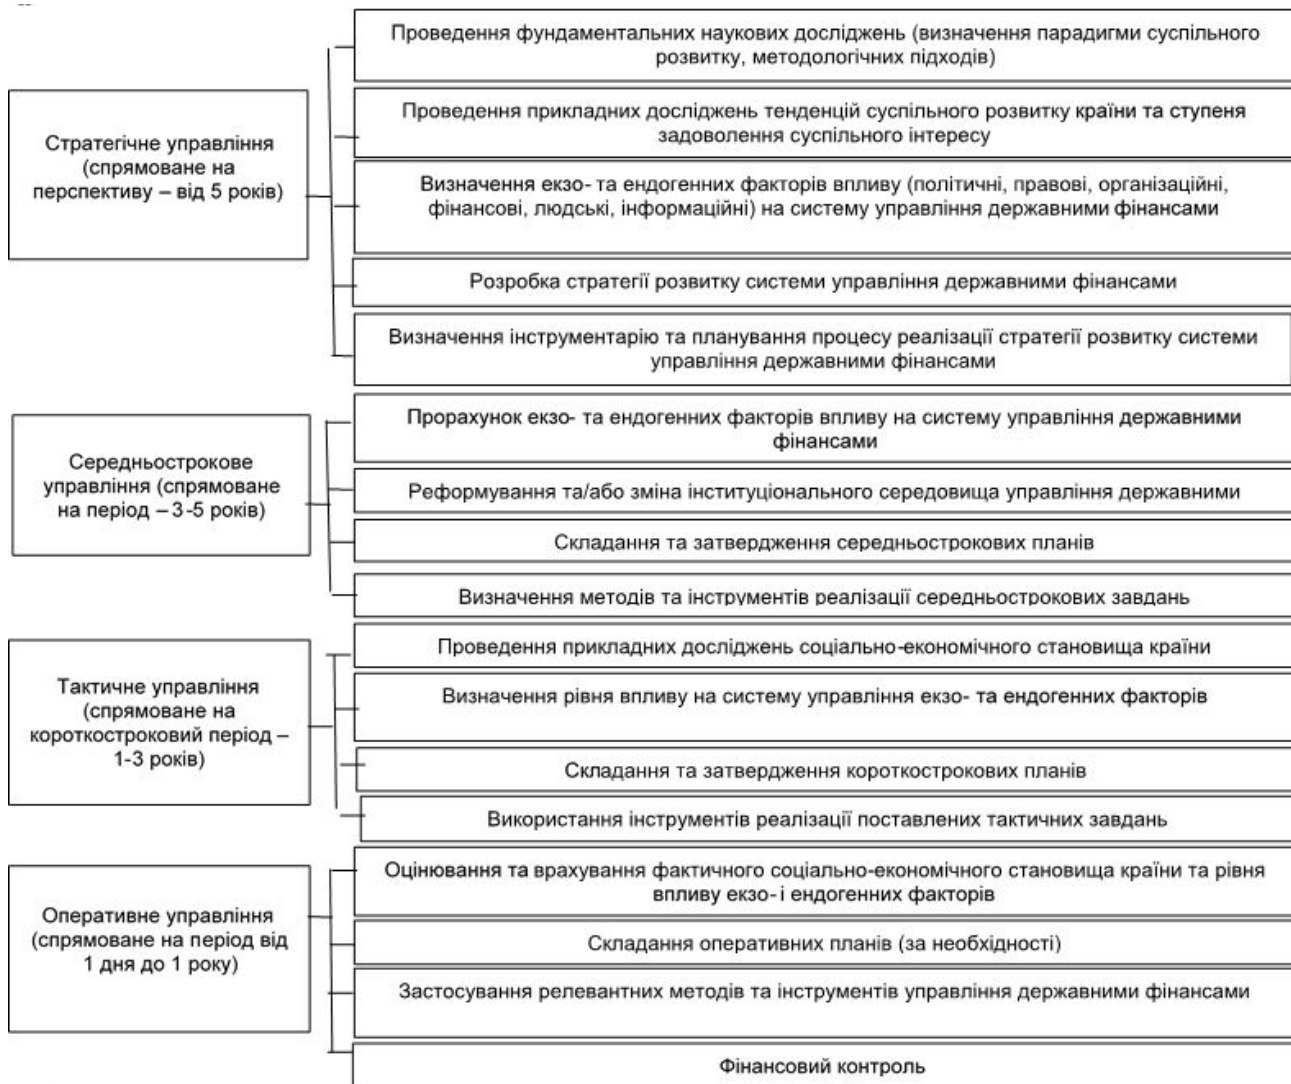 Проведення фундаментальних наукових досліджень (визначення парадигми суспільного
розвитку, методологічних підходів)
Стратегічне управління
(спрямоване на
перспективу – від 5 років)
Проведення прикладних досліджень тенденцій суспільного розвитку країни та ступеня
задоволення суспільного інтересу
Визначення екзо- та ендогенних факторів впливу (політичні, правові, організаційні,
фінансові, людські, інформаційні) на систему управління державними фінансами
Розробка стратегії розвитку системи управління державними фінансами
Визначення інструментарію та планування процесу реалізації стратегії розвитку системи
управління державними фінансами
Середньострокове
управління (спрямоване
на період – 3-5 років)
Прорахунок екзо- та ендогенних факторів впливу на систему управління державними
фінансами
Реформування та/або зміна інституціонального середовища управління державними
Складання та затвердження середньострокових планів
Визначення методів та інструментів реалізації середньострокових завдань
Тактичне управління
(спрямоване на
короткостроковий період –
1-3 років)
Проведення прикладних досліджень соціально-економічного становища країни
Визначення рівня впливу на систему управління екзо- та ендогенних факторів
Складання та затвердження короткострокових планів
Використання інструментів реалізації поставлених тактичних завдань
Оперативне управління
(спрямоване на період від
1 дня до 1 року)
Оцінювання та врахування фактичного соціально-економічного становища країни та рівня
впливу екзо- і ендогенних факторів
Складання оперативних планів (за необхідності)
Застосування релевантних методів та інструментів управління державними фінансами
Фінансовий контроль